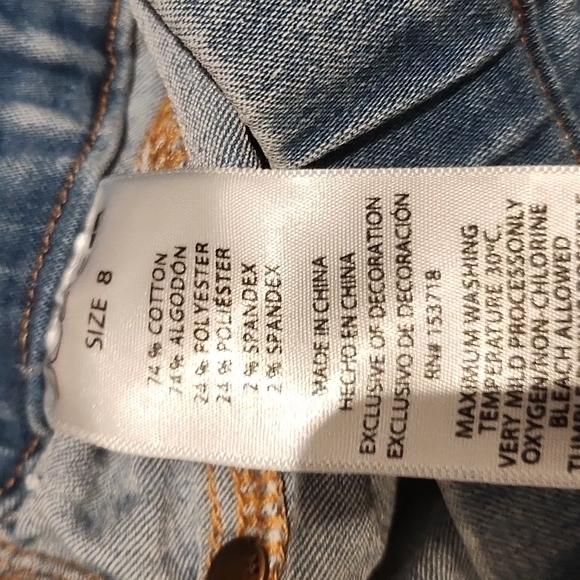 SIZE 8
74% COTTON
74% ALGODÓN
24% POLYESTER
24% POLIÉSTER
2% SPANDEX
2% SPANDEX
MADE IN CHINA
HECHO EN CHINA
EXCLUSIVE OF DECORATION
EXCLUSIVO DE DECORACIÓN
RN# 153718
MAXIMUM WASHING
TEMPERATURE 30°C.
VERY MILD PROCESSONLY
OXYGEN/NON-CHLORINE
BLEACH ALLOWED